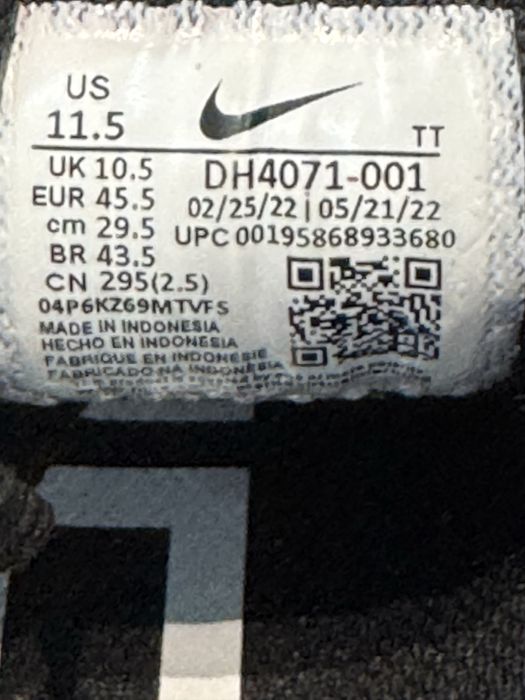 US
11.5
TT
UK 10.5
EUR 45.5
cm 29.5
BR 43.5
CN 295(2.5)
DH4071-001
02/25/22 | 05/21/22
UPC 00195868933680
04P6KZ69MTVFS
MADE IN INDONESIA
HECHO EN INDONESIA
FABRIQUE EN INDONESIE
FABRICADO NA INDONESIA